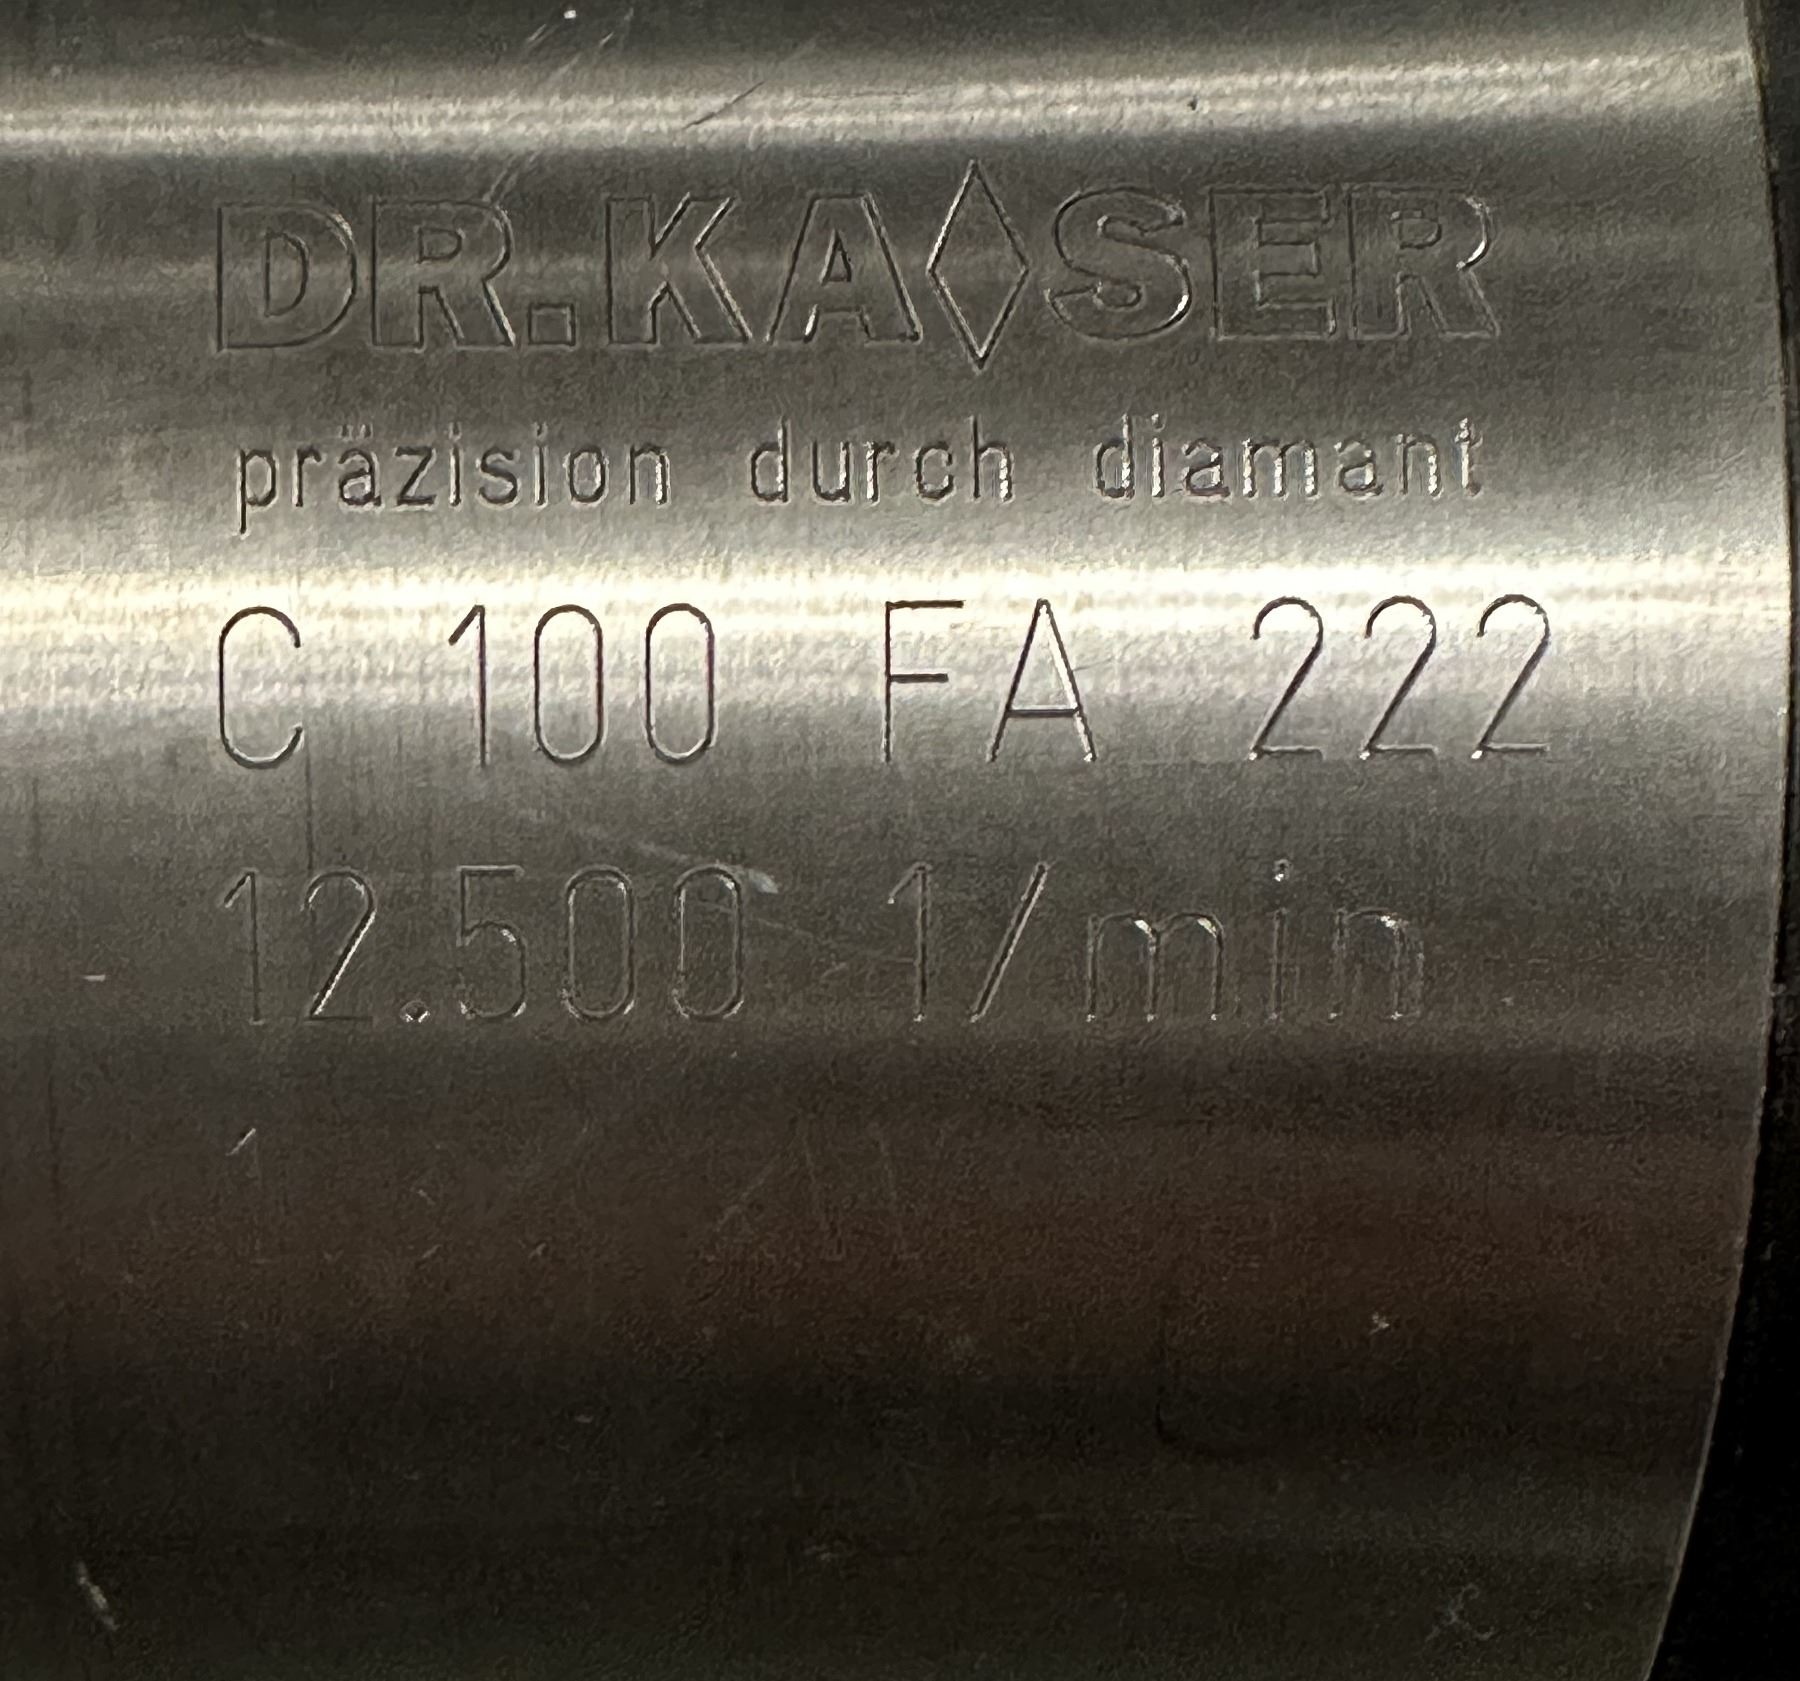 DR.KA◊SER
präzision durch diamant
C 100 FA 222
12.500 1/min